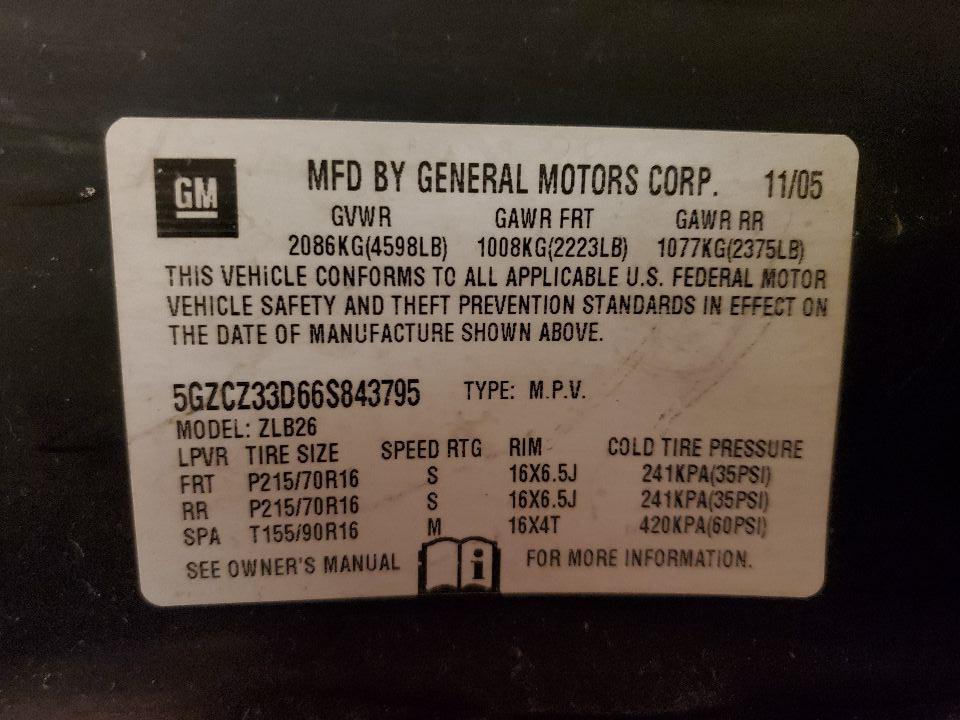 GM MFD BY GENERAL MOTORS CORP. 11/05
GVWR GAWR FRT GAWR RR
2086KG(4598LB) 1008KG(2223LB) 1077KG(2375LB)
THIS VEHICLE CONFORMS TO ALL APPLICABLE U.S. FEDERAL MOTOR
VEHICLE SAFETY AND THEFT PREVENTION STANDARDS IN EFFECT ON
THE DATE OF MANUFACTURE SHOWN ABOVE.
5GZCZ33D66S843795 TYPE: M.P.V.
MODEL: ZLB26
LPVR TIRE SIZE SPEED RTG RIM COLD TIRE PRESSURE
FRT P215/70R16 S 16X6.5J 241KPA(35PSI)
RR P215/70R16 S 16X6.5J 241KPA(35PSI)
SPA T155/90R16 M 16X4T 420KPA(60PSI)
SEE OWNER'S MANUAL i FOR MORE INFORMATION.